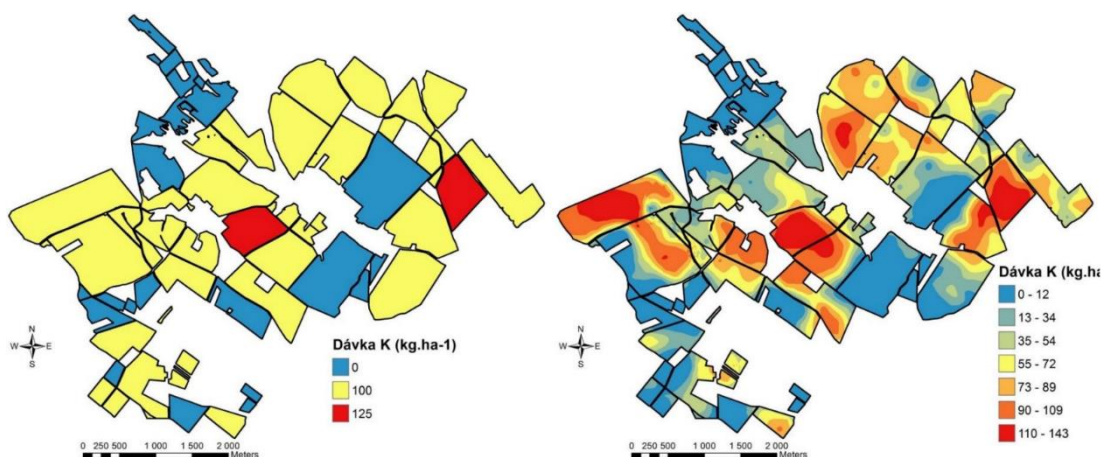 N
W E
S
Dávka K (kg.ha-1)
0
100
125
0 250 500 1 000 1 500 2 000
Meters
Dávka K (kg.ha
0 - 12
13 - 34
35 - 54
55 - 72
73 - 89
90 - 109
110 - 143
N
W E
S
0 250 500 1 000 1 500 2 000
Meters